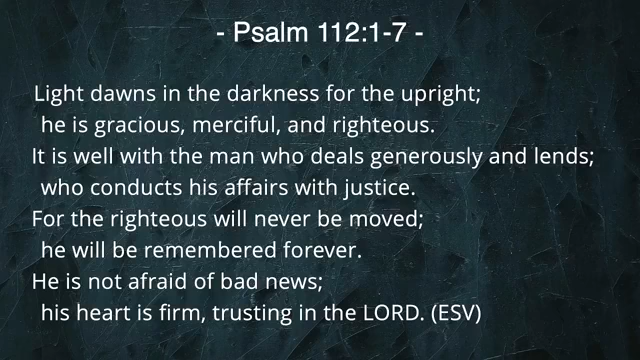 - Psalm 112:1-7 -
Light dawns in the darkness for the upright;
he is gracious, merciful, and righteous.
It is well with the man who deals generously and lends;
who conducts his affairs with justice.
For the righteous will never be moved;
he will be remembered forever.
He is not afraid of bad news;
his heart is firm, trusting in the LORD. (ESV)